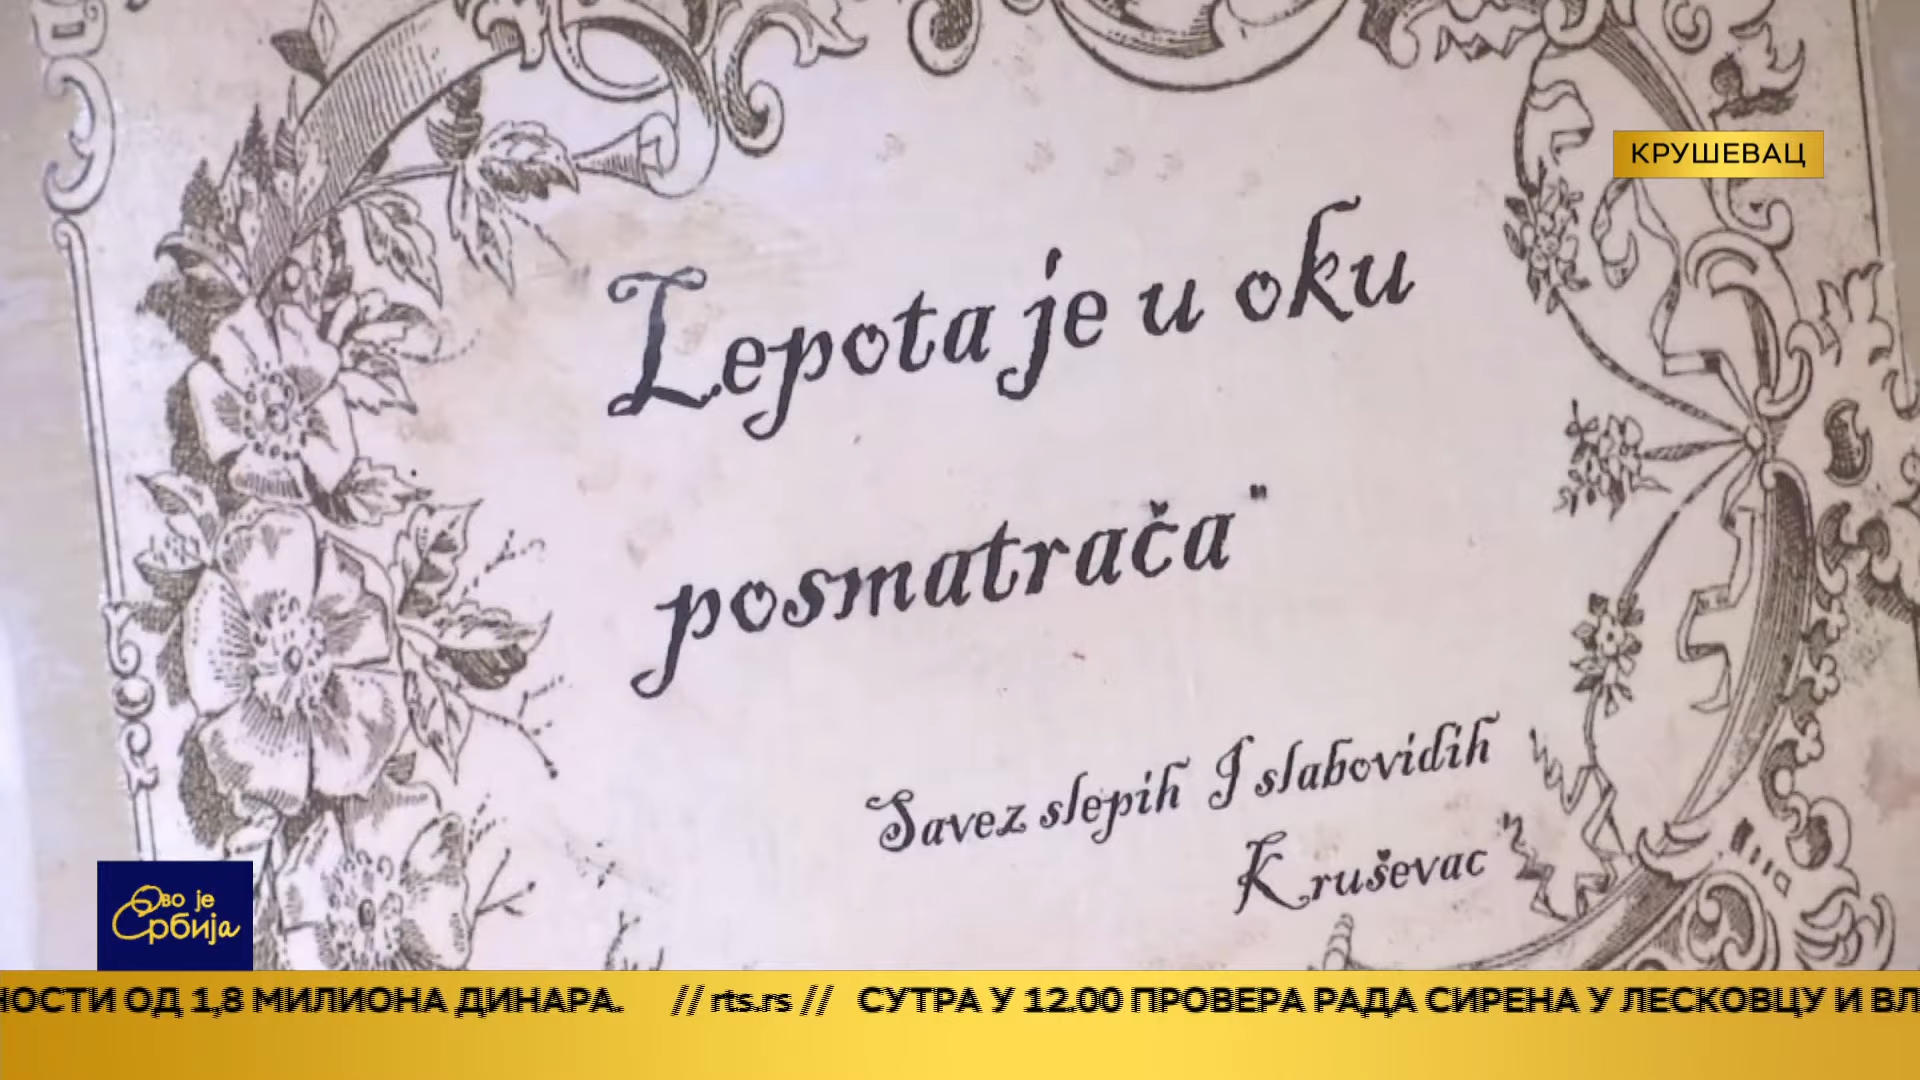 КРУШЕВАЦ
Lepota je u oku
posmatrača"
Savez slepih I slabovidih
Kruševac
Ово је
Србија
НОСТИ ОД 1,8 МИЛИОНА ДИНАРА. // rts.rs // СУТРА У 12.00 ПРОВЕРА РАДА СИРЕНА У ЛЕСКОВЦУ И ВЛ